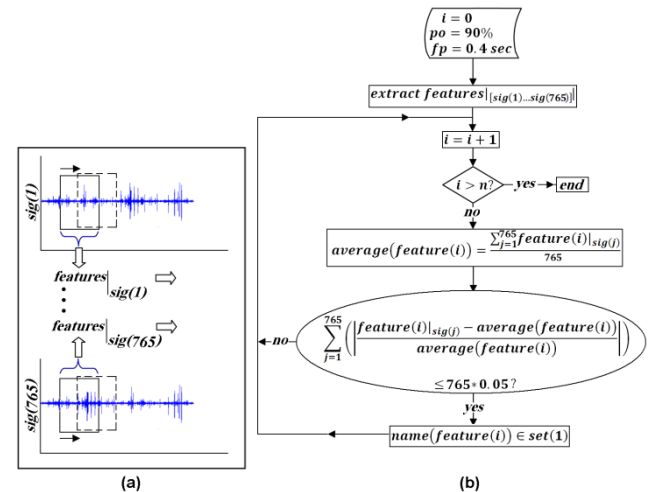 sig(1)
features|sig(1)
features|sig(765)
sig(765)
(a)
i = 0
po = 90%
fp = 0.4 sec
extract features|[sig(1)...sig(765)]|
i = i + 1
i > n?
yes
end
no
average(feature(i)) = ∑_{j=1}^{765} feature(i)|sig(j) / 765
∑_{j=1}^{765} (|feature(i)|sig(j) − average(feature(i)) / average(feature(i))|)
≤ 765 * 0.05 ?
no
yes
name(feature(i)) ∈ set(1)
(b)